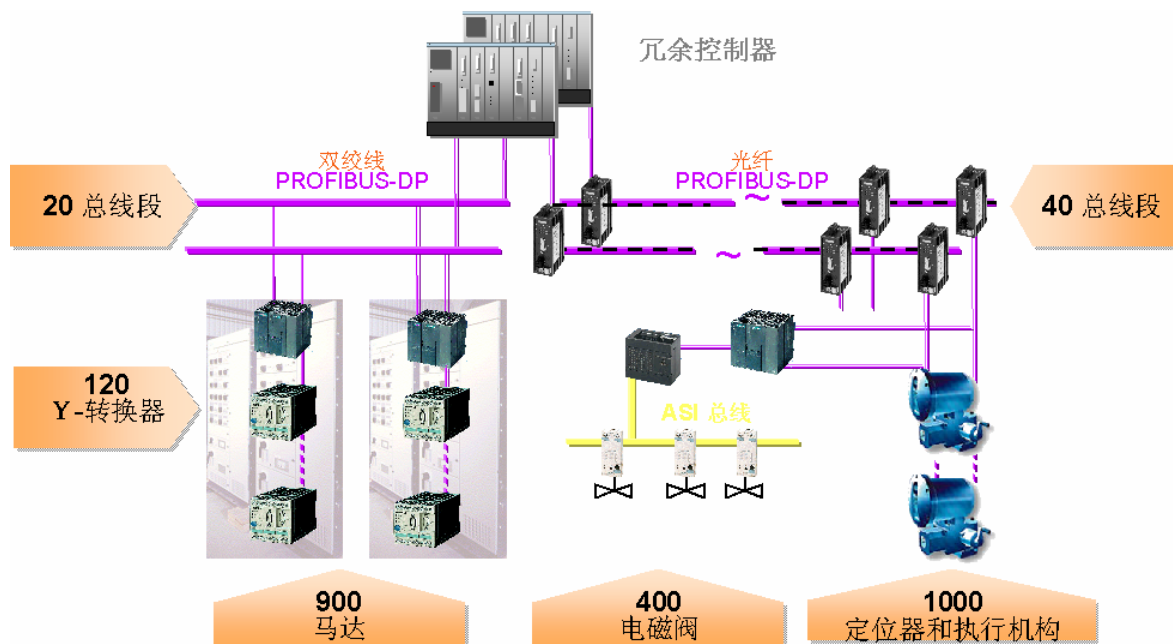 冗余控制器
双绞线
PROFIBUS-DP
光纤
PROFIBUS-DP
20 总线段
40 总线段
120
Y-转换器
ASI 总线
900
马达
400
电磁阀
1000
定位器和执行机构